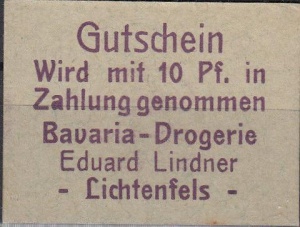 Gutschein
Wird mit 10 Pf. in
Zahlung genommen
Bavaria-Drogerie
Eduard Lindner
- Lichtenfels -